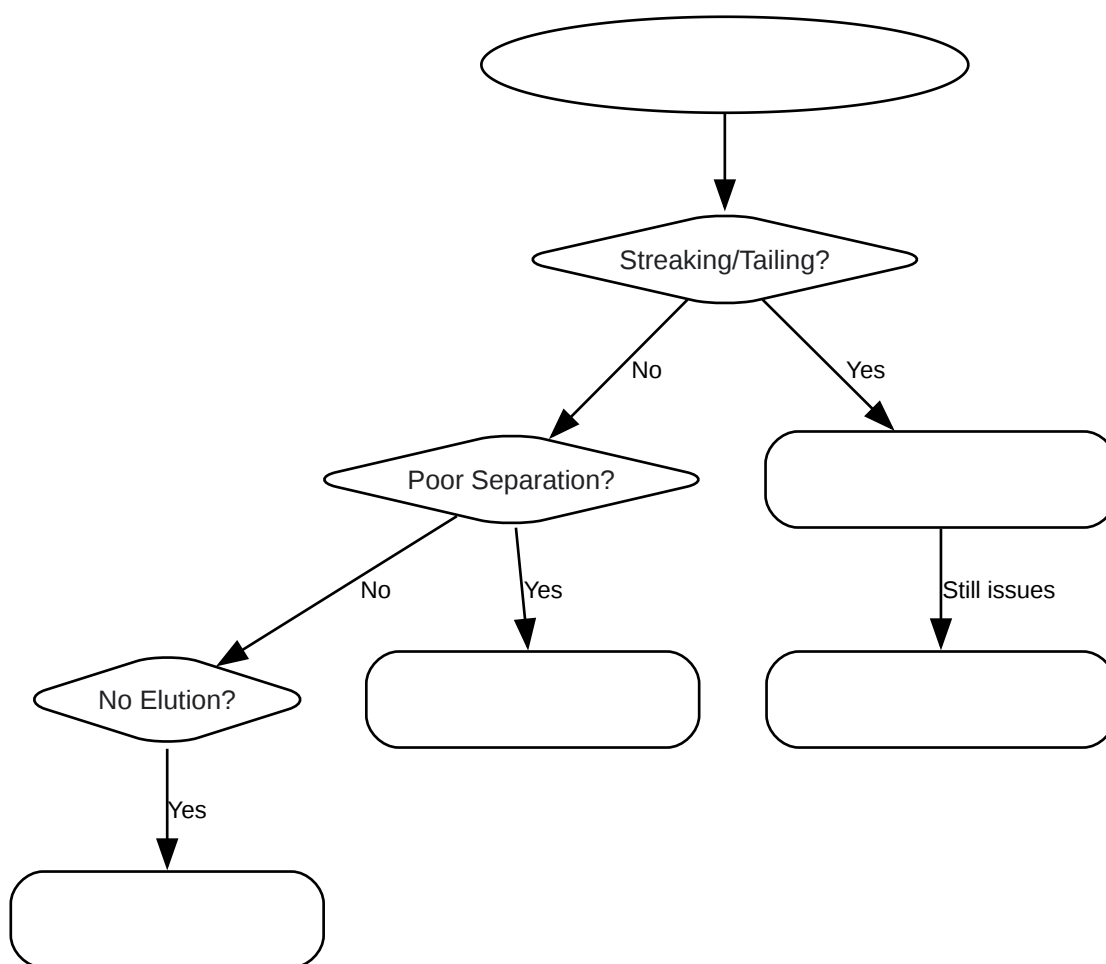 Streaking/Tailing?
No
Yes
Poor Separation?
No
Yes
Still issues
No Elution?
Yes